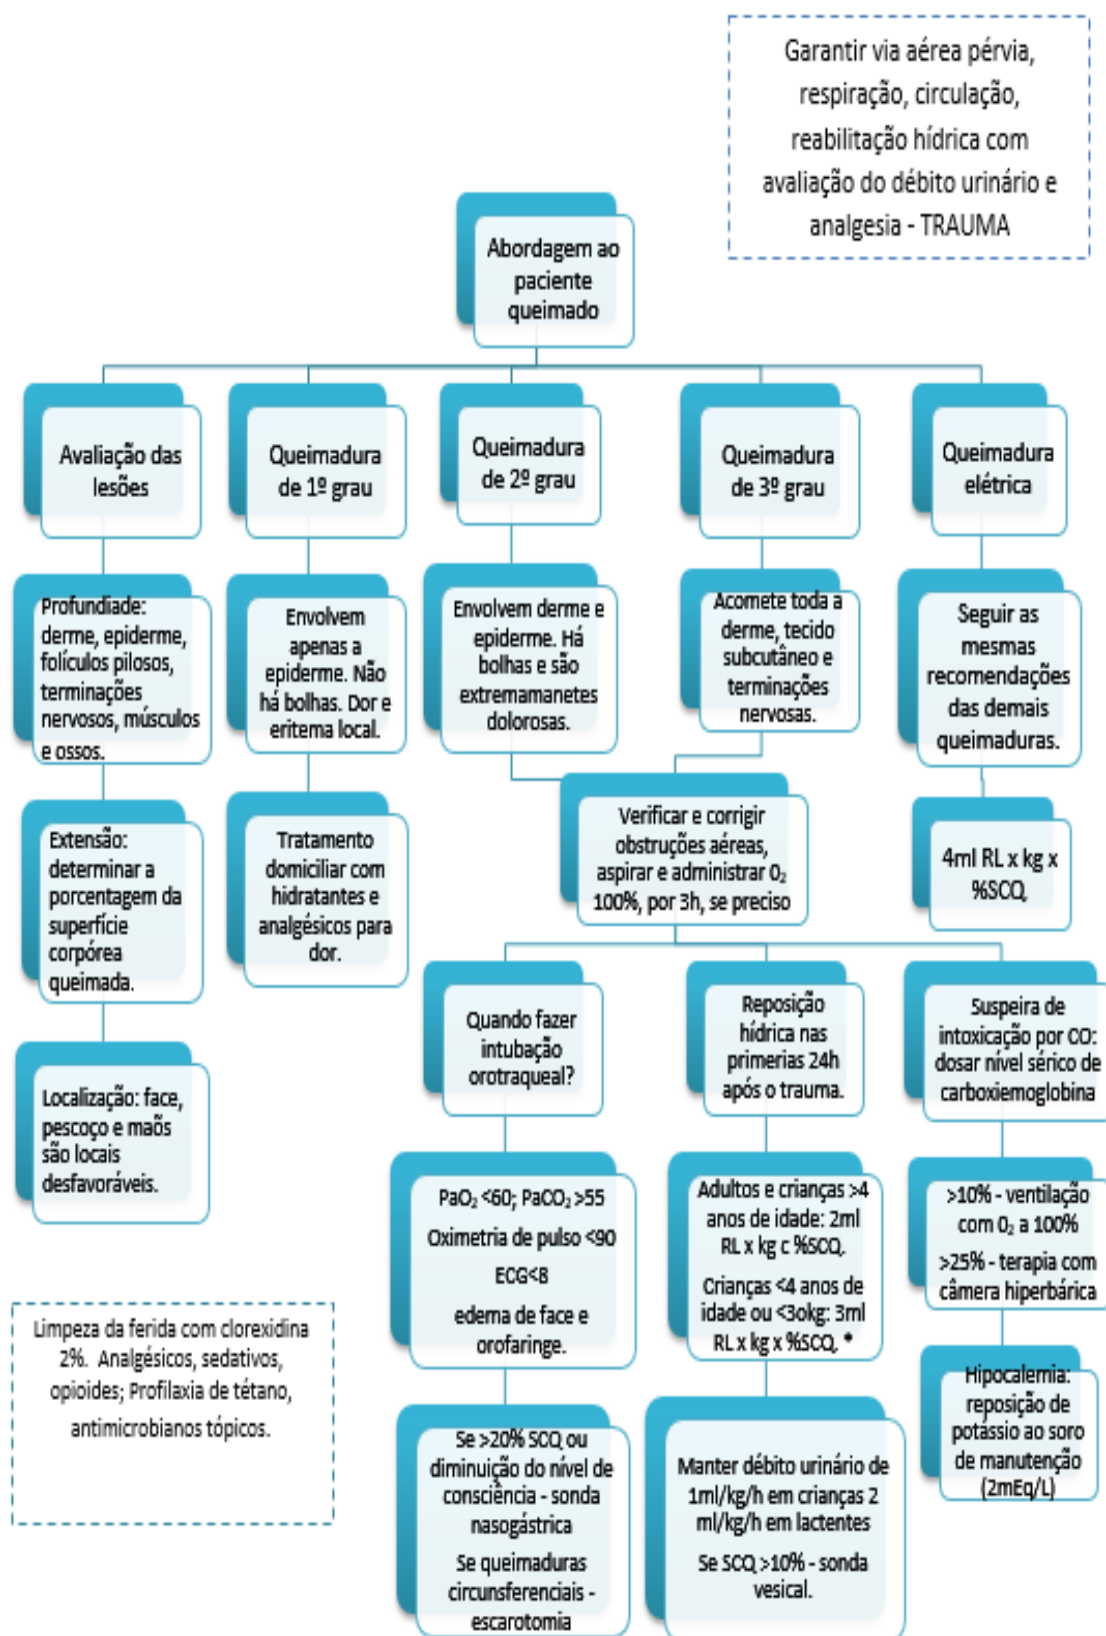 Garantir via aérea pérvia,
respiração, circulação,
reabilitação hídrica com
avaliação do débito urinário e
analgesia - TRAUMA
Abordagem ao
paciente
queimado
Avaliação das
lesões
Queimadura
de 1º grau
Queimadura
de 2º grau
Queimadura
de 3º grau
Queimadura
elétrica
Profundiade:
derme, epiderme,
folículos pilosos,
terminações
nervosos, músculos
e ossos.
Envolvem
apenas a
epiderme. Não
há bolhas. Dor e
eritema local.
Envolvem derme e
epiderme. Há
bolhas e são
extremamanetes
dolorosas.
Acomete toda a
derme, tecido
subcutâneo e
terminações
nervosas.
Seguir as
mesmas
recomendações
das demais
queimaduras.
Extensão:
determinar a
porcentagem da
superfície
corpórea
queimada.
Tratamento
domiciliar com
hidratantes e
analgésicos para
dor.
Verificar e corrigir
obstruções aéreas,
aspirar e administrar 0₂
100%, por 3h, se preciso
4ml RL x kg x
%SCQ.
Localização: face,
pescoço e maõs
são locais
desfavoráveis.
Quando fazer
intubação
orotraqueal?
Reposição
hídrica nas
primerias 24h
após o trauma.
Suspeira de
intoxicação por CO:
dosar nível sérico de
carboxiemoglobina
PaO₂ <60; PaCO₂ >55
Oximetria de pulso <90
ECG<8
edema de face e
orofaringe.
Adultos e crianças >4
anos de idade: 2ml
RL x kg c %SCQ.
Crianças <4 anos de
idade ou <3okg: 3ml
RL x kg x %SCQ. *
>10% - ventilação
com 0₂ a 100%
>25% - terapia com
câmera hiperbárica
Limpeza da ferida com clorexidina
2%. Analgésicos, sedativos,
opioides; Profilaxia de tétano,
antimicrobianos tópicos.
Se >20% SCQ ou
diminuição do nível de
consciência - sonda
nasogástrica
Se queimaduras
circunsferenciais -
escarotomia
Manter débito urinário de
1ml/kg/h em crianças 2
ml/kg/h em lactentes
Se SCQ >10% - sonda
vesical.
Hipocalemia:
reposição de
potássio ao soro
de manutenção
(2mEq/L)